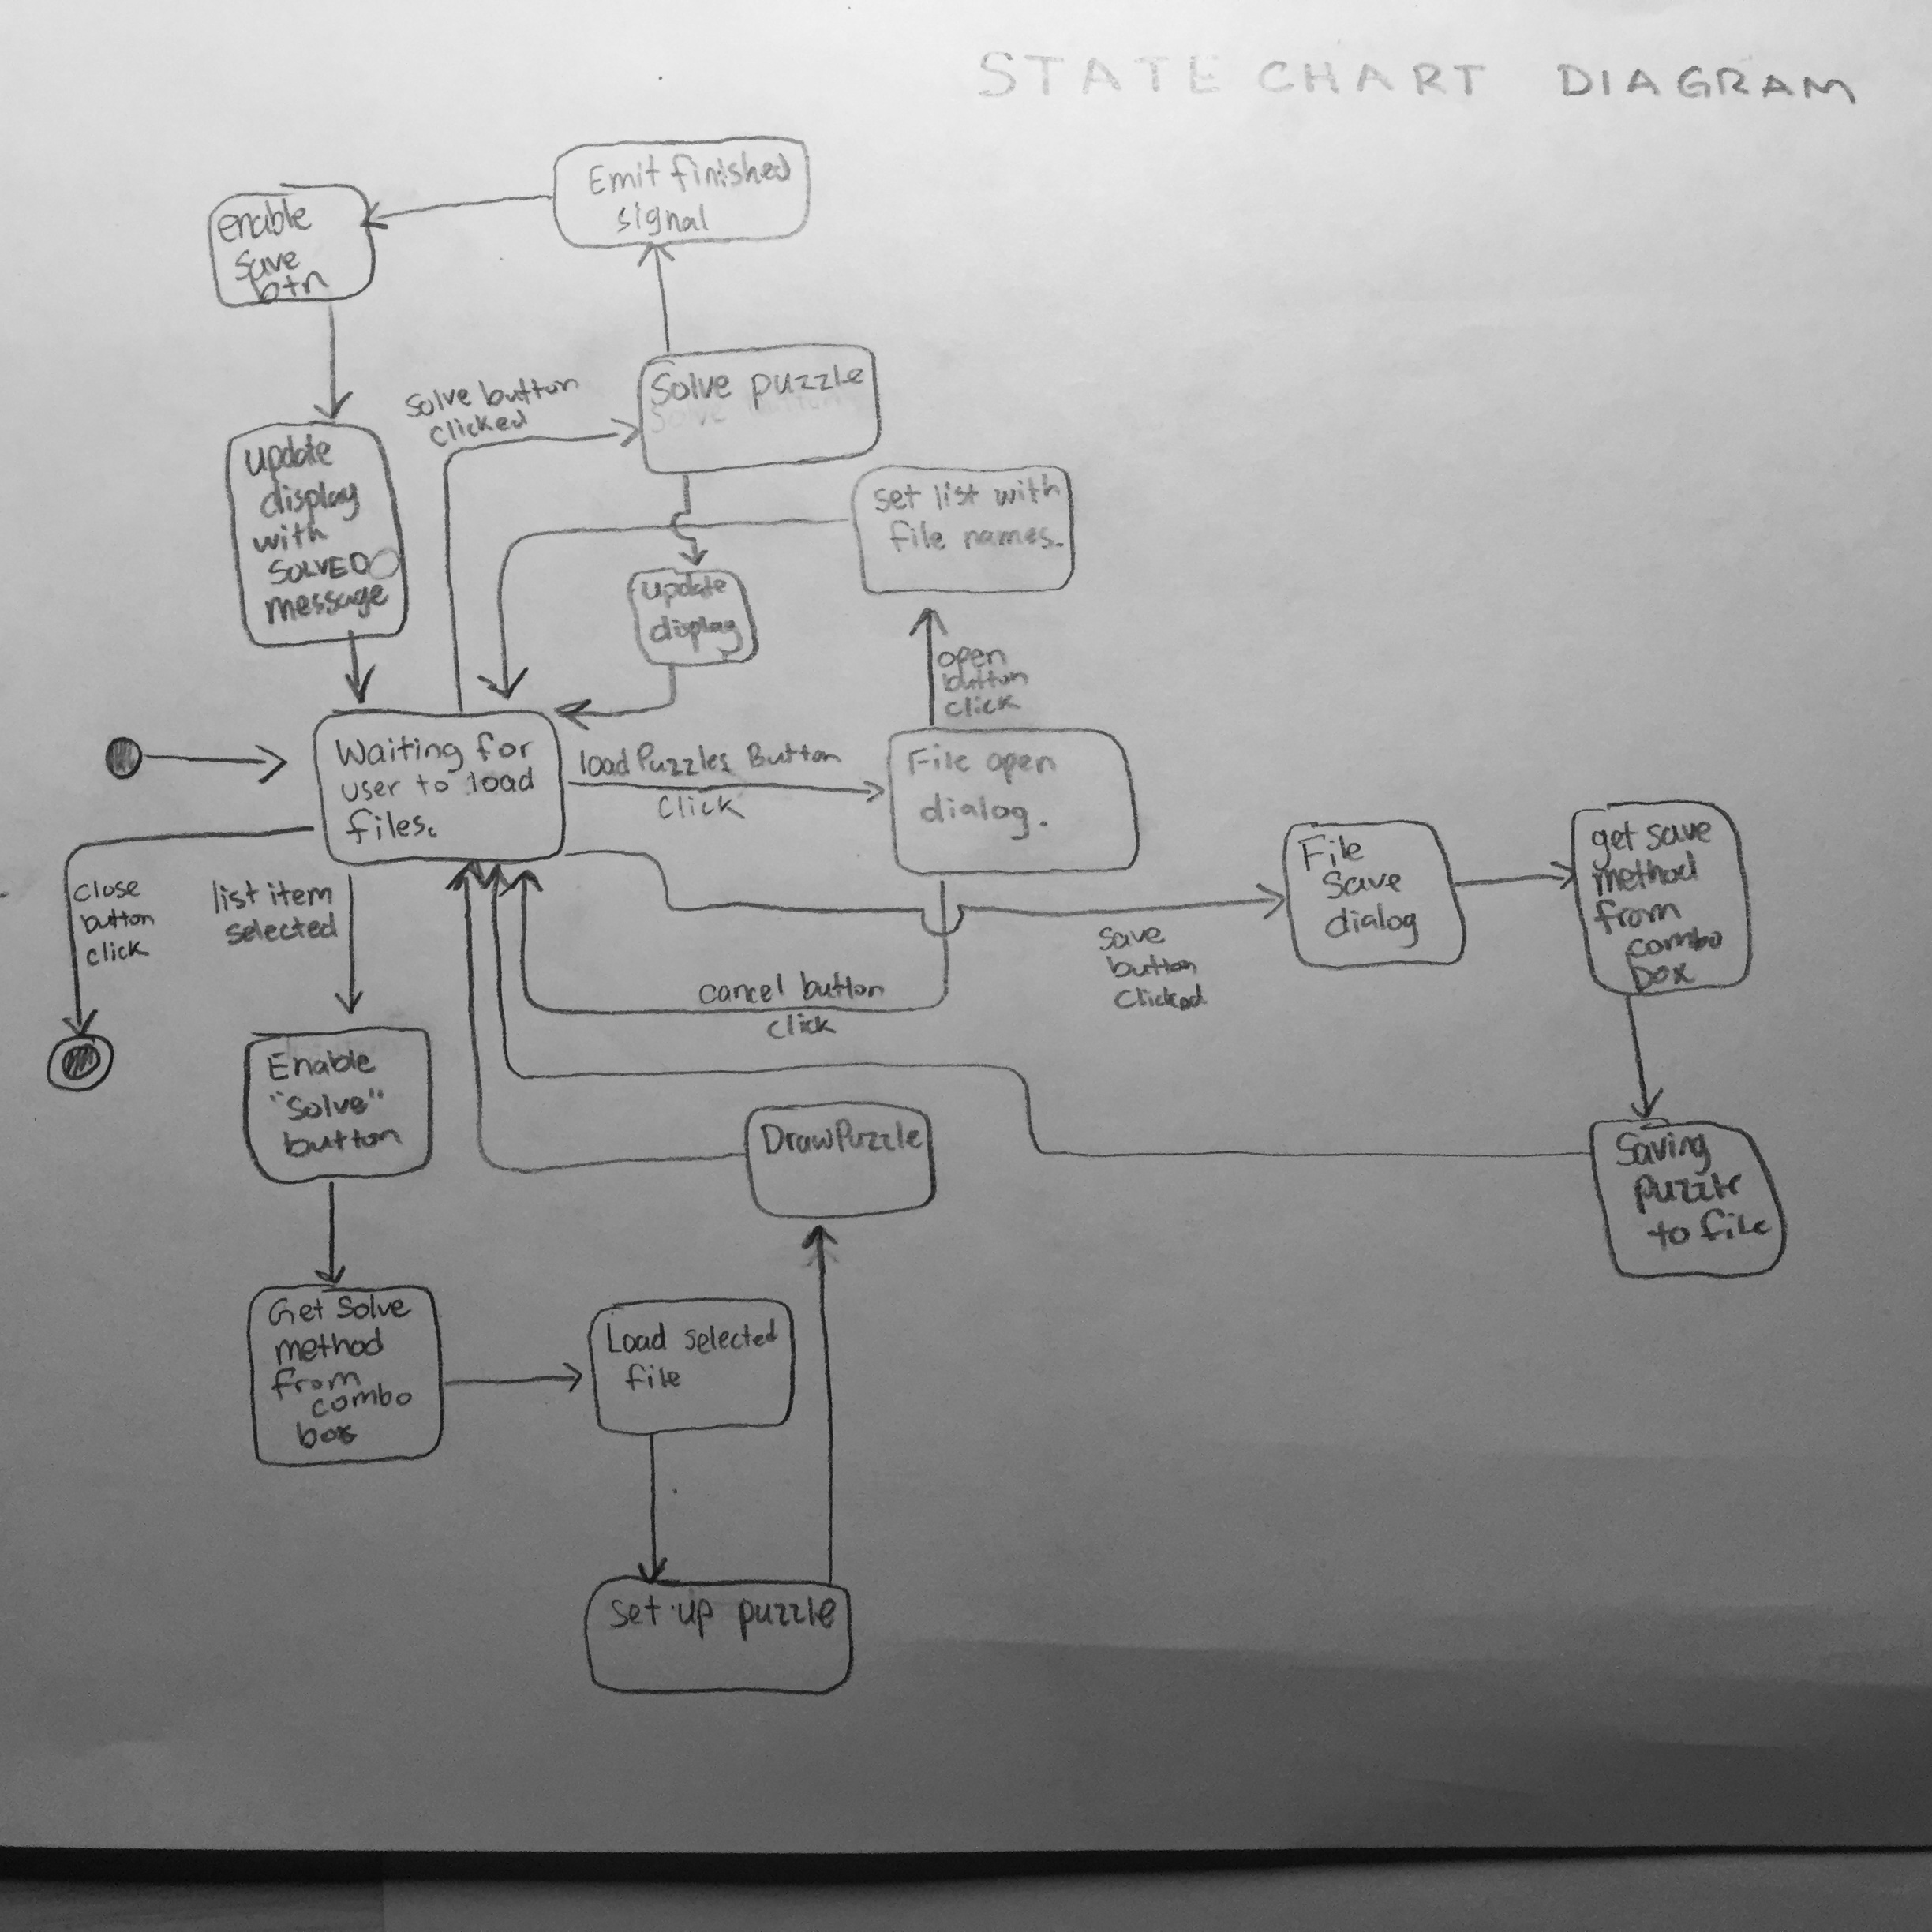 STATE CHART DIAGRAM
Emit finished
signal
enable
save
btn
Solve puzzle
Solve button
clicked
update
display
with
SOLVED
message
set list with
file names.
update
display
open
button
click
Waiting for
user to load
files.
load Puzzles Button
click
File open
dialog.
File
Save
dialog
get save
method
from
combo
box
close
button
click
list item
selected
save
button
clicked
cancel button
click
Enable
"Solve"
button
DrawPuzzle
Saving
puzzle
to file
Get Solve
method
from
combo
box
Load selected
file
set up puzzle